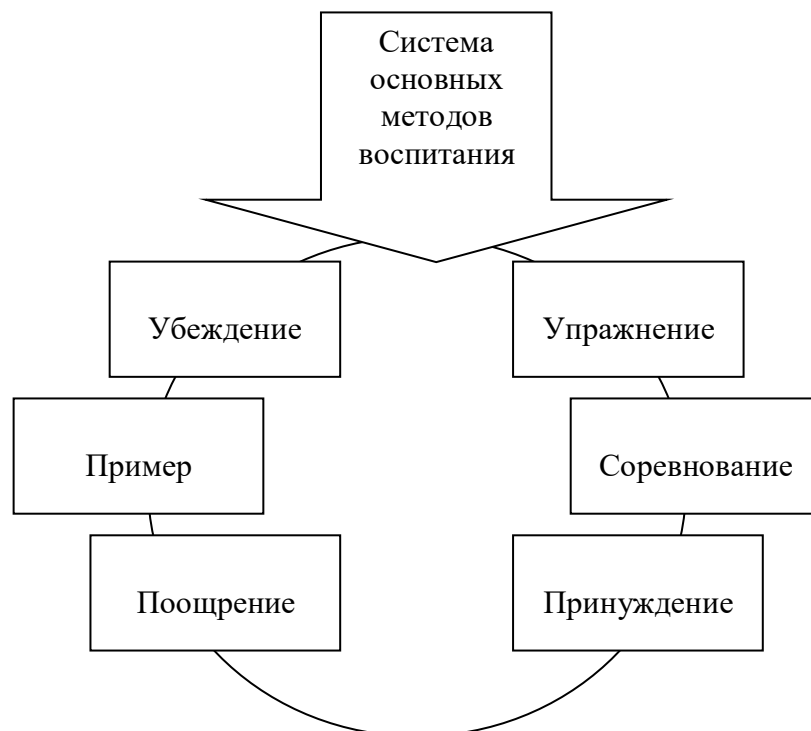 Система
основных
методов
воспитания
Убеждение
Упражнение
Пример
Соревнование
Поощрение
Принуждение